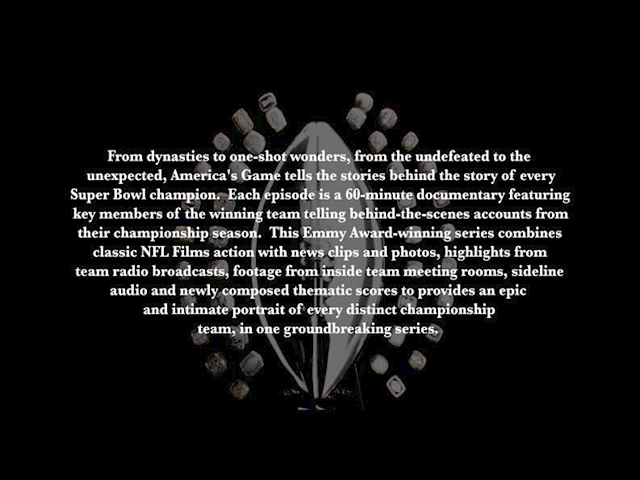 From dynasties to one-shot wonders, from the undefeated to the
unexpected, America's Game tells the stories behind the story of every
Super Bowl champion.  Each episode is a 60-minute documentary featuring
key members of the winning team telling behind-the-scenes accounts from
their championship season.  This Emmy Award-winning series combines
classic NFL Films action with news clips and photos, highlights from
team radio broadcasts, footage from inside team meeting rooms, sideline
audio and newly composed thematic scores to provides an epic
and intimate portrait of every distinct championship
team, in one groundbreaking series.